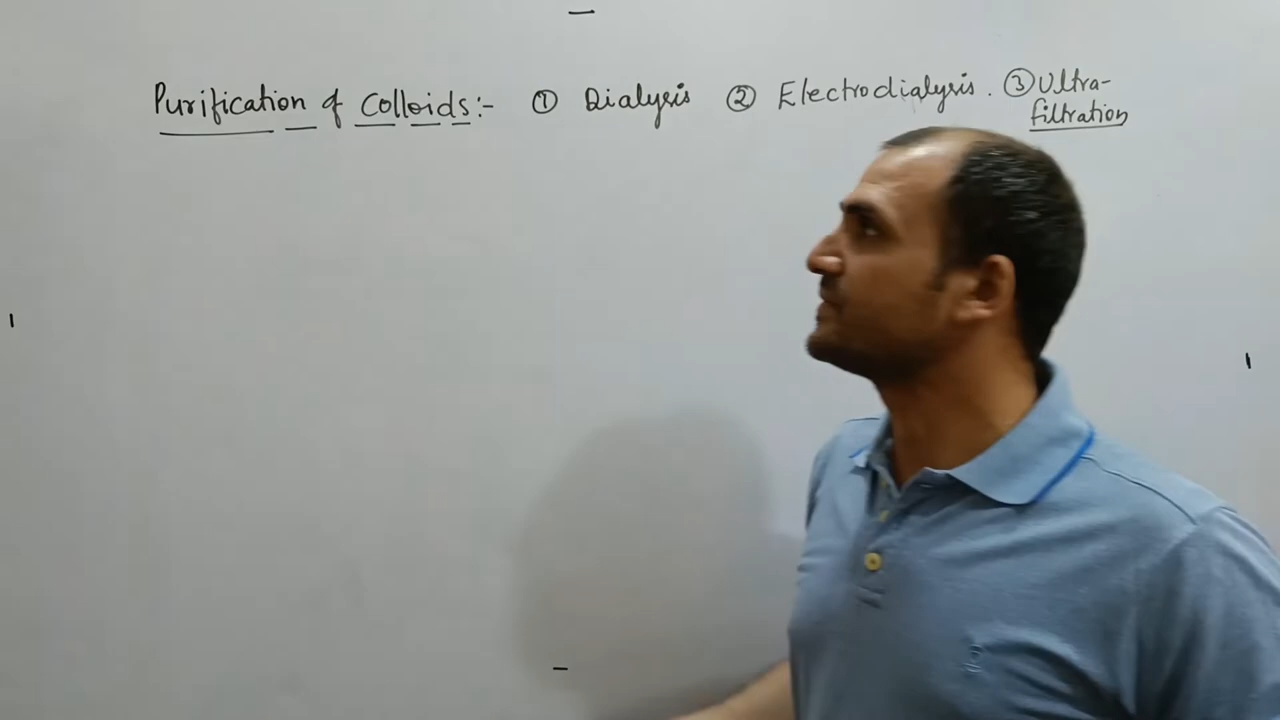 Purification of Colloids:- ① Dialysis ② Electrodialysis. ③ Ultra-
filtration